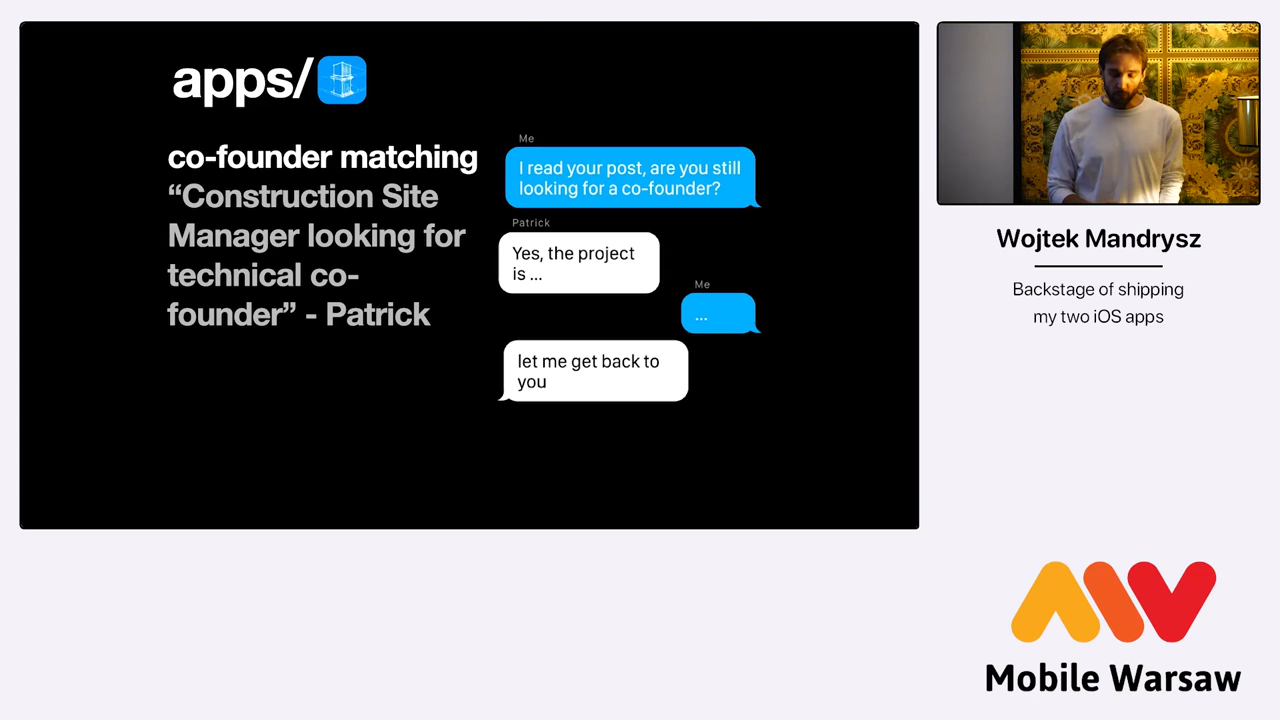 apps/
co-founder matching
“Construction Site
Manager looking for
technical co-
founder” - Patrick
Me
I read your post, are you still
looking for a co-founder?
Patrick
Yes, the project
is ...
Me
...
let me get back to
you
Wojtek Mandrysz
Backstage of shipping
my two iOS apps
Mobile Warsaw